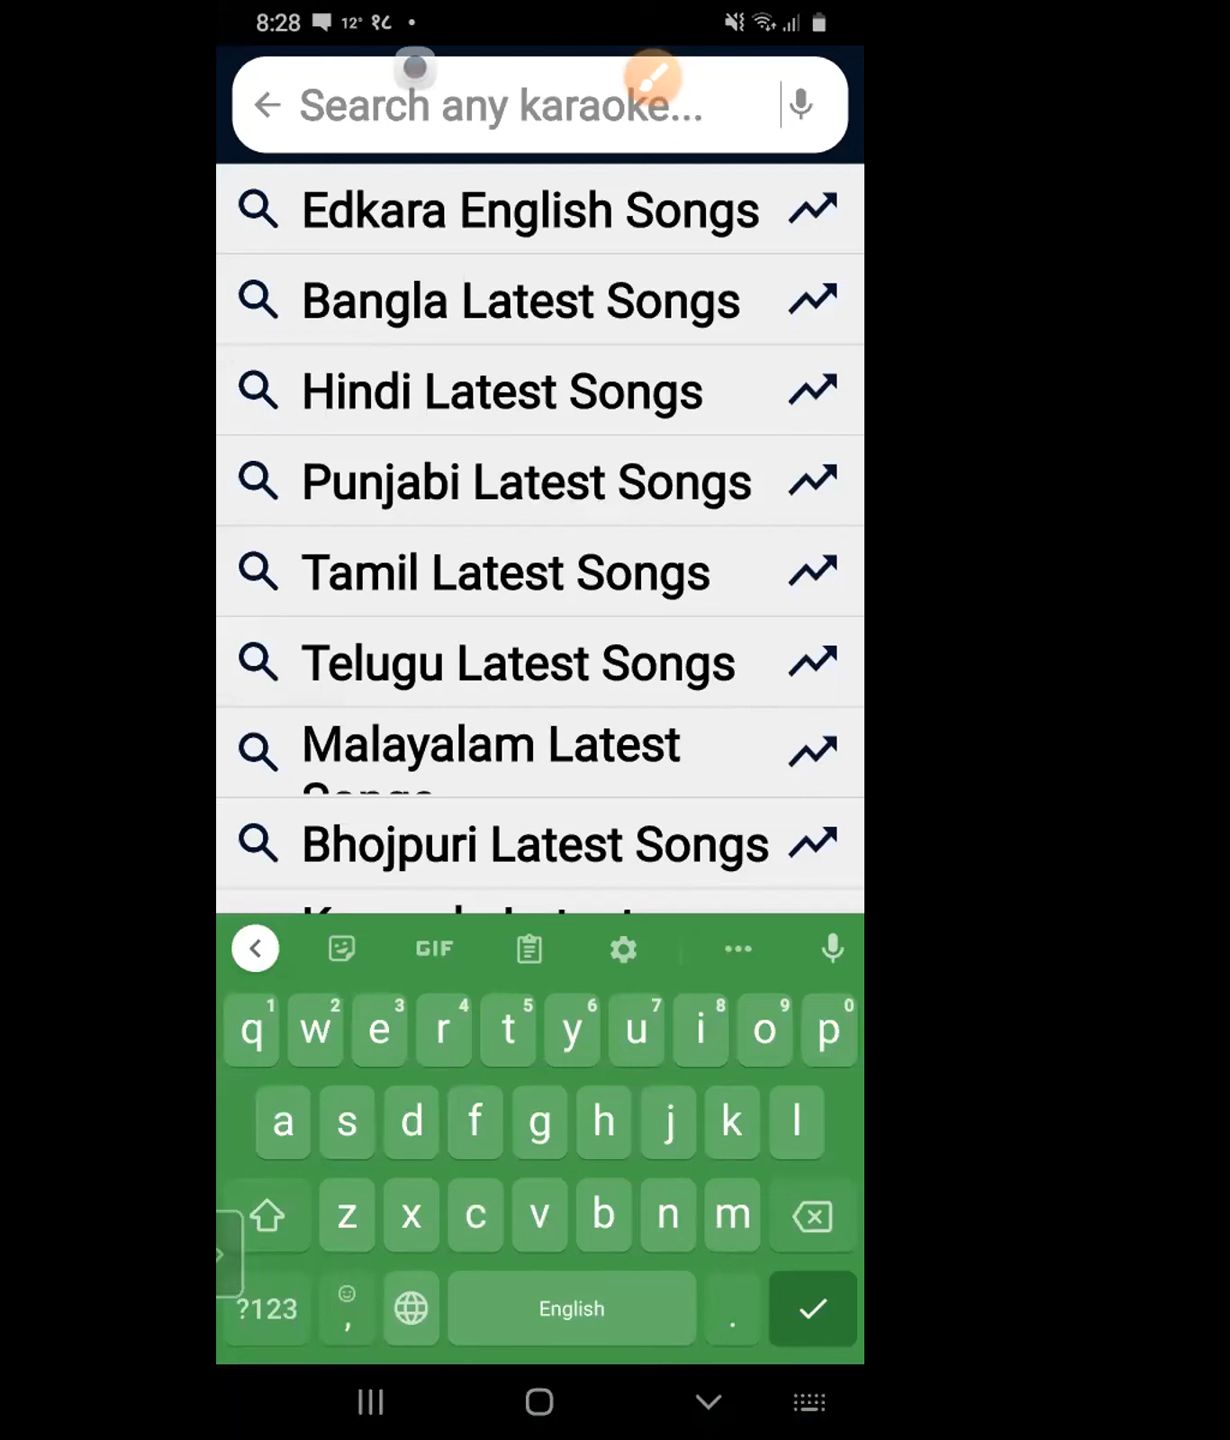 8:28 12° १८
Search any karaoke...
Edkara English Songs
Bangla Latest Songs
Hindi Latest Songs
Punjabi Latest Songs
Tamil Latest Songs
Telugu Latest Songs
Malayalam Latest
Bhojpuri Latest Songs
GIF
1 2 3 4 5 6 7 8 9 0
q w e r t y u i o p
a s d f g h j k l
z x c v b n m
?123 , English .